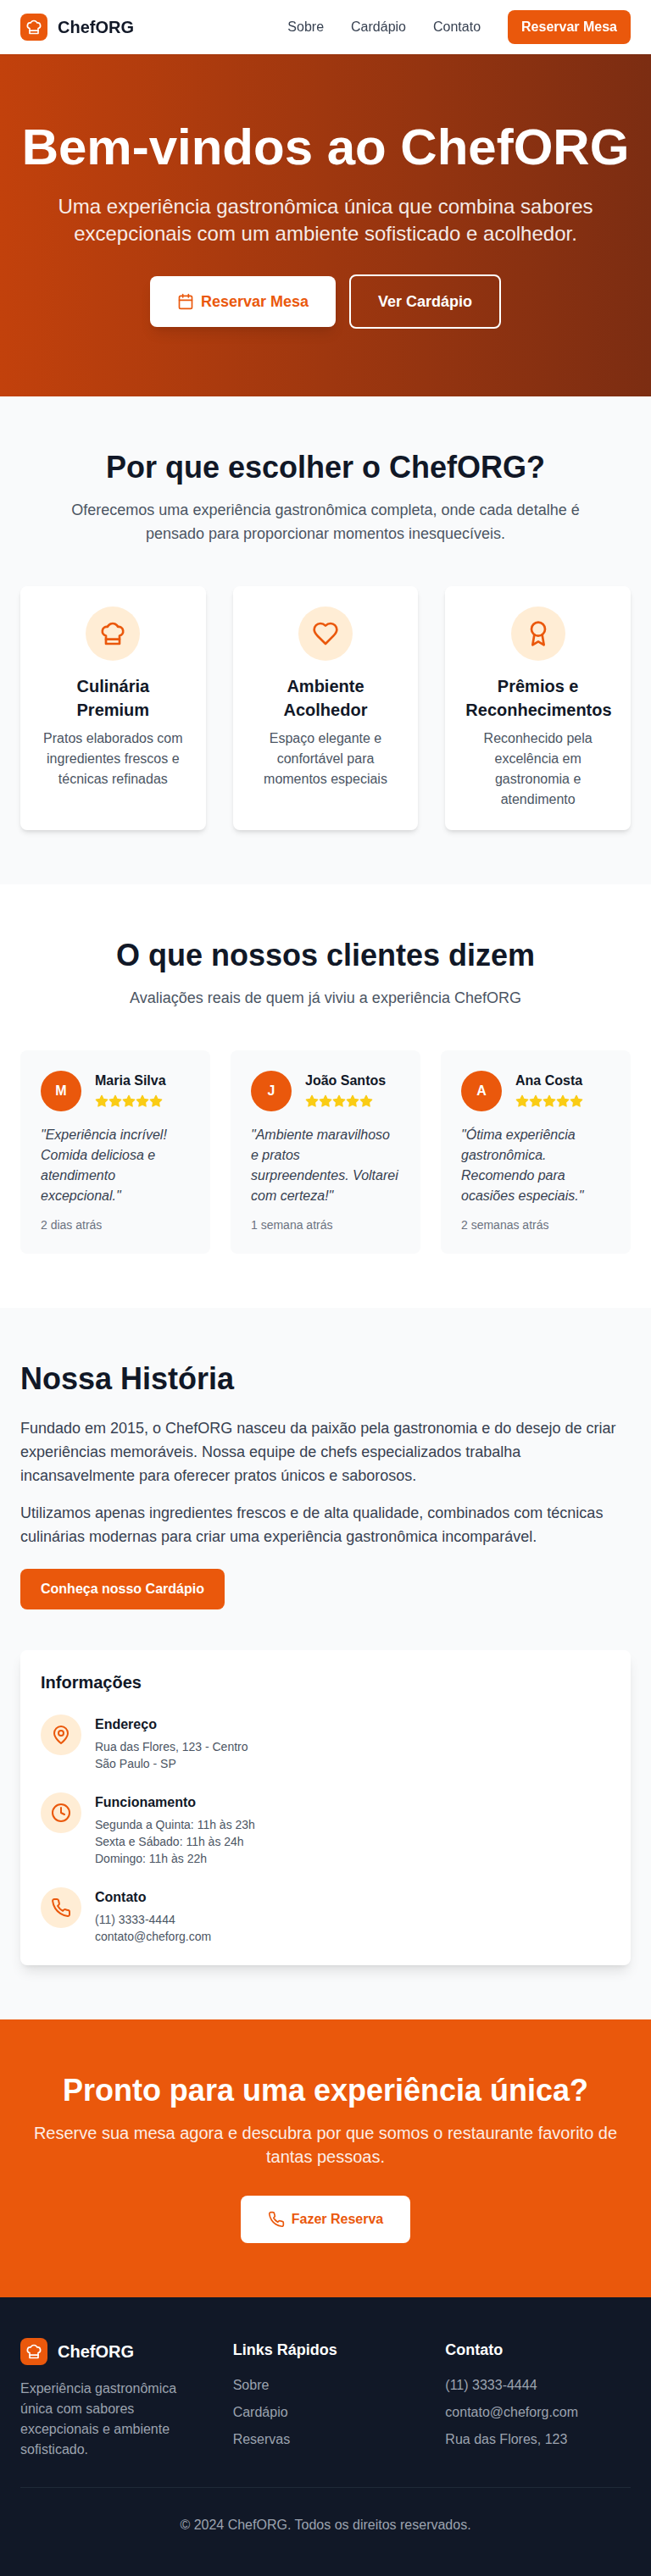 ChefORG
Sobre
Cardápio
Contato
Reservar Mesa
Bem-vindos ao ChefORG
Uma experiência gastronômica única que combina sabores
excepcionais com um ambiente sofisticado e acolhedor.
Reservar Mesa
Ver Cardápio
Por que escolher o ChefORG?
Oferecemos uma experiência gastronômica completa, onde cada detalhe é
pensado para proporcionar momentos inesquecíveis.
Culinária
Premium
Pratos elaborados com
ingredientes frescos e
técnicas refinadas
Ambiente
Acolhedor
Espaço elegante e
confortável para
momentos especiais
Prêmios e
Reconhecimentos
Reconhecido pela
excelência em
gastronomia e
atendimento
O que nossos clientes dizem
Avaliações reais de quem já viviu a experiência ChefORG
M
Maria Silva
"Experiência incrível!
Comida deliciosa e
atendimento
excepcional."
2 dias atrás
J
João Santos
"Ambiente maravilhoso
e pratos
surpreendentes. Voltarei
com certeza!"
1 semana atrás
A
Ana Costa
"Ótima experiência
gastronômica.
Recomendo para
ocasiões especiais."
2 semanas atrás
Nossa História
Fundado em 2015, o ChefORG nasceu da paixão pela gastronomia e do desejo de criar
experiências memoráveis. Nossa equipe de chefs especializados trabalha
incansavelmente para oferecer pratos únicos e saborosos.
Utilizamos apenas ingredientes frescos e de alta qualidade, combinados com técnicas
culinárias modernas para criar uma experiência gastronômica incomparável.
Conheça nosso Cardápio
Informações
Endereço
Rua das Flores, 123 - Centro
São Paulo - SP
Funcionamento
Segunda a Quinta: 11h às 23h
Sexta e Sábado: 11h às 24h
Domingo: 11h às 22h
Contato
(11) 3333-4444
contato@cheforg.com
Pronto para uma experiência única?
Reserve sua mesa agora e descubra por que somos o restaurante favorito de
tantas pessoas.
Fazer Reserva
ChefORG
Experiência gastronômica
única com sabores
excepcionais e ambiente
sofisticado.
Links Rápidos
Sobre
Cardápio
Reservas
Contato
(11) 3333-4444
contato@cheforg.com
Rua das Flores, 123
© 2024 ChefORG. Todos os direitos reservados.